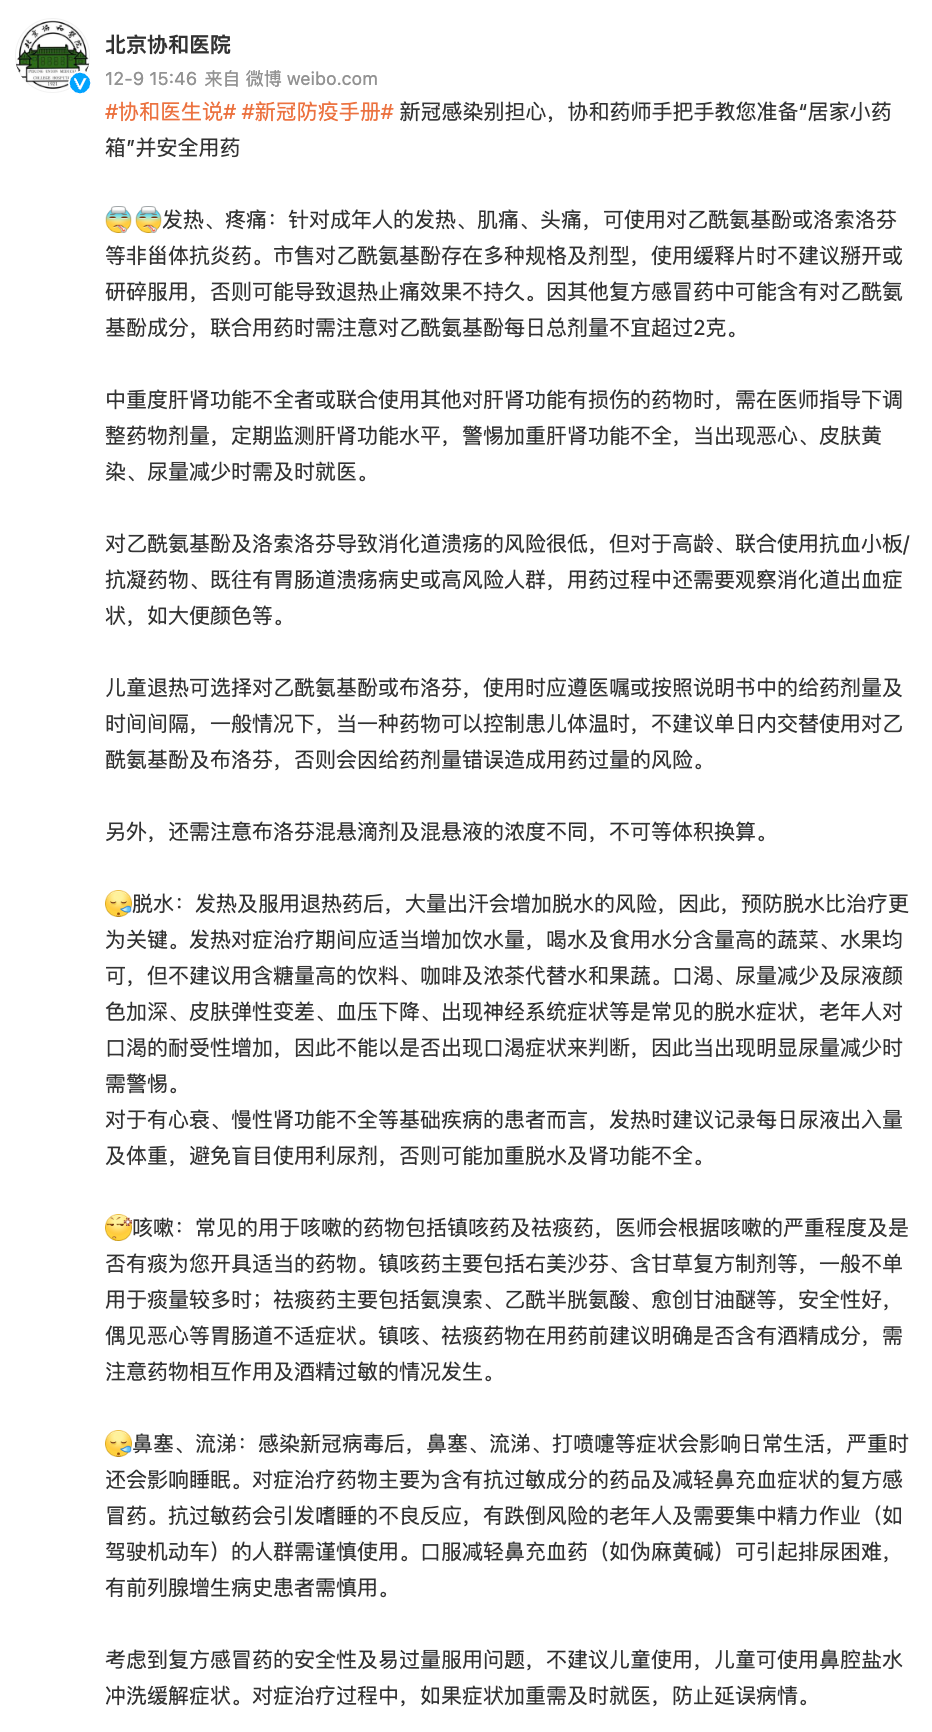 北京协和医院
12-9 15:46 来自 微博 weibo.com
#协和医生说# #新冠防疫手册# 新冠感染别担心，协和药师手把手教您准备“居家小药
箱”并安全用药
发热、疼痛：针对成年人的发热、肌痛、头痛，可使用对乙酰氨基酚或洛索洛芬
等非甾体抗炎药。市售对乙酰氨基酚存在多种规格及剂型，使用缓释片时不建议掰开或
研碎服用，否则可能导致退热止痛效果不持久。因其他复方感冒药中可能含有对乙酰氨
基酚成分，联合用药时需注意对乙酰氨基酚每日总剂量不宜超过2克。
中重度肝肾功能不全者或联合使用其他对肝肾功能有损伤的药物时，需在医师指导下调
整药物剂量，定期监测肝肾功能水平，警惕加重肝肾功能不全，当出现恶心、皮肤黄
染、尿量减少时需及时就医。
对乙酰氨基酚及洛索洛芬导致消化道溃疡的风险很低，但对于高龄、联合使用抗血小板/
抗凝药物、既往有胃肠道溃疡病史或高风险人群，用药过程中还需要观察消化道出血症
状，如大便颜色等。
儿童退热可选择对乙酰氨基酚或布洛芬，使用时应遵医嘱或按照说明书中的给药剂量及
时间间隔，一般情况下，当一种药物可以控制患儿体温时，不建议单日内交替使用对乙
酰氨基酚及布洛芬，否则会因给药剂量错误造成用药过量的风险。
另外，还需注意布洛芬混悬滴剂及混悬液的浓度不同，不可等体积换算。
脱水：发热及服用退热药后，大量出汗会增加脱水的风险，因此，预防脱水比治疗更
为关键。发热对症治疗期间应适当增加饮水量，喝水及食用水分含量高的蔬菜、水果均
可，但不建议用含糖量高的饮料、咖啡及浓茶代替水和果蔬。口渴、尿量减少及尿液颜
色加深、皮肤弹性变差、血压下降、出现神经系统症状等是常见的脱水症状，老年人对
口渴的耐受性增加，因此不能以是否出现口渴症状来判断，因此当出现明显尿量减少时
需警惕。
对于有心衰、慢性肾功能不全等基础疾病的患者而言，发热时建议记录每日尿液出入量
及体重，避免盲目使用利尿剂，否则可能加重脱水及肾功能不全。
咳嗽：常见的用于咳嗽的药物包括镇咳药及祛痰药，医师会根据咳嗽的严重程度及是
否有痰为您开具适当的药物。镇咳药主要包括右美沙芬、含甘草复方制剂等，一般不单
用于痰量较多时；祛痰药主要包括氨溴索、乙酰半胱氨酸、愈创甘油醚等，安全性好，
偶见恶心等胃肠道不适症状。镇咳、祛痰药物在用药前建议明确是否含有酒精成分，需
注意药物相互作用及酒精过敏的情况发生。
鼻塞、流涕：感染新冠病毒后，鼻塞、流涕、打喷嚏等症状会影响日常生活，严重时
还会影响睡眠。对症治疗药物主要为含有抗过敏成分的药品及减轻鼻充血症状的复方感
冒药。抗过敏药会引发嗜睡的不良反应，有跌倒风险的老年人及需要集中精力作业（如
驾驶机动车）的人群需谨慎使用。口服减轻鼻充血药（如伪麻黄碱）可引起排尿困难，
有前列腺增生病史患者需慎用。
考虑到复方感冒药的安全性及易过量服用问题，不建议儿童使用，儿童可使用鼻腔盐水
冲洗缓解症状。对症治疗过程中，如果症状加重需及时就医，防止延误病情。